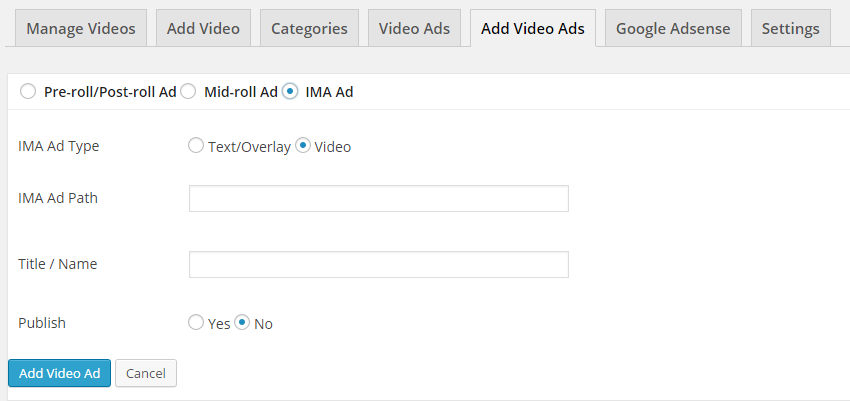 Manage Videos Add Video Categories Video Ads Add Video Ads Google Adsense Settings
Pre-roll/Post-roll Ad Mid-roll Ad IMA Ad
IMA Ad Type Text/Overlay Video
IMA Ad Path
Title / Name
Publish Yes No
Add Video Ad Cancel